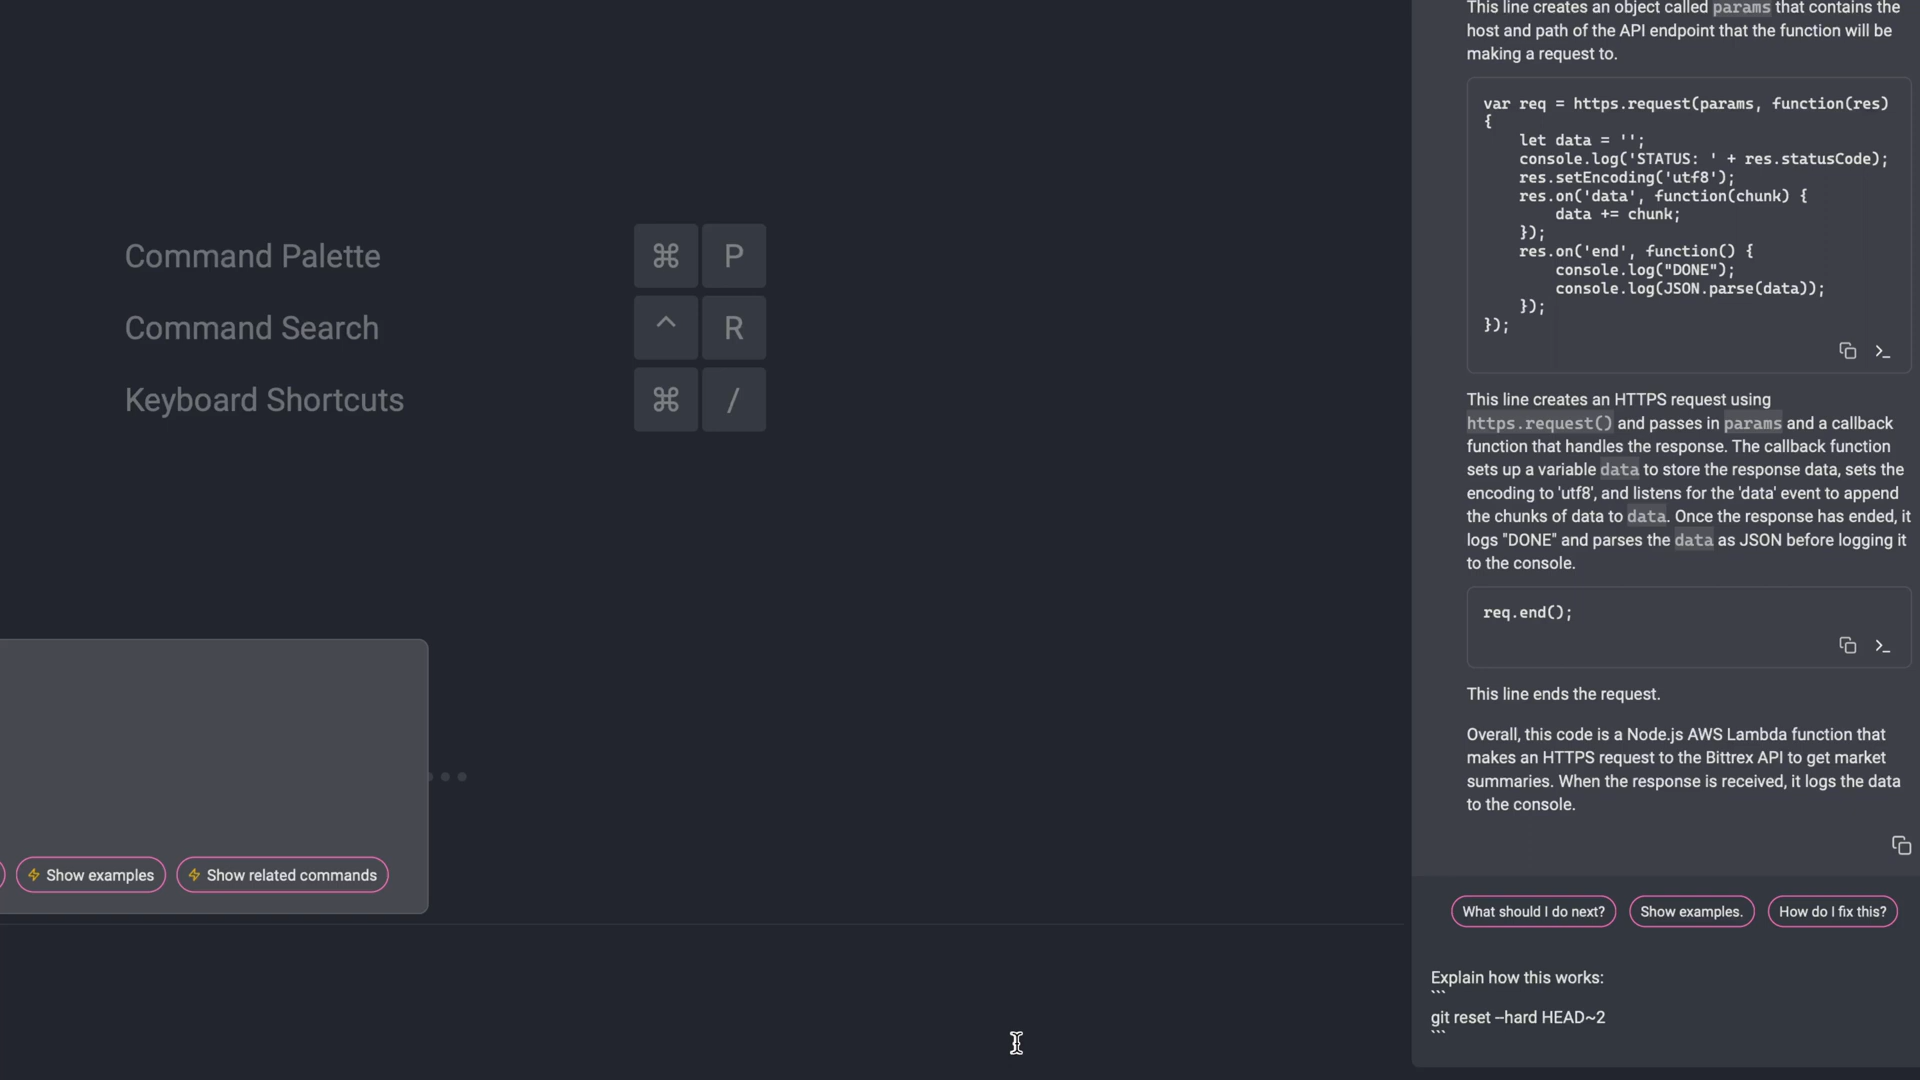 Command Palette ⌘ P
Command Search ^ R
Keyboard Shortcuts ⌘ /
Show examples
Show related commands
This line creates an object called params that contains the
host and path of the API endpoint that the function will be
making a request to.
var req = https.request(params, function(res)
{
    let data = '';
    console.log('STATUS: ' + res.statusCode);
    res.setEncoding('utf8');
    res.on('data', function(chunk) {
        data += chunk;
    });
    res.on('end', function() {
        console.log("DONE");
        console.log(JSON.parse(data));
    });
});
This line creates an HTTPS request using
https.request() and passes in params and a callback
function that handles the response. The callback function
sets up a variable data to store the response data, sets the
encoding to 'utf8', and listens for the 'data' event to append
the chunks of data to data. Once the response has ended, it
logs "DONE" and parses the data as JSON before logging it
to the console.
req.end();
This line ends the request.
Overall, this code is a Node.js AWS Lambda function that
makes an HTTPS request to the Bittrex API to get market
summaries. When the response is received, it logs the data
to the console.
What should I do next?
Show examples.
How do I fix this?
Explain how this works:
```
git reset --hard HEAD~2
```